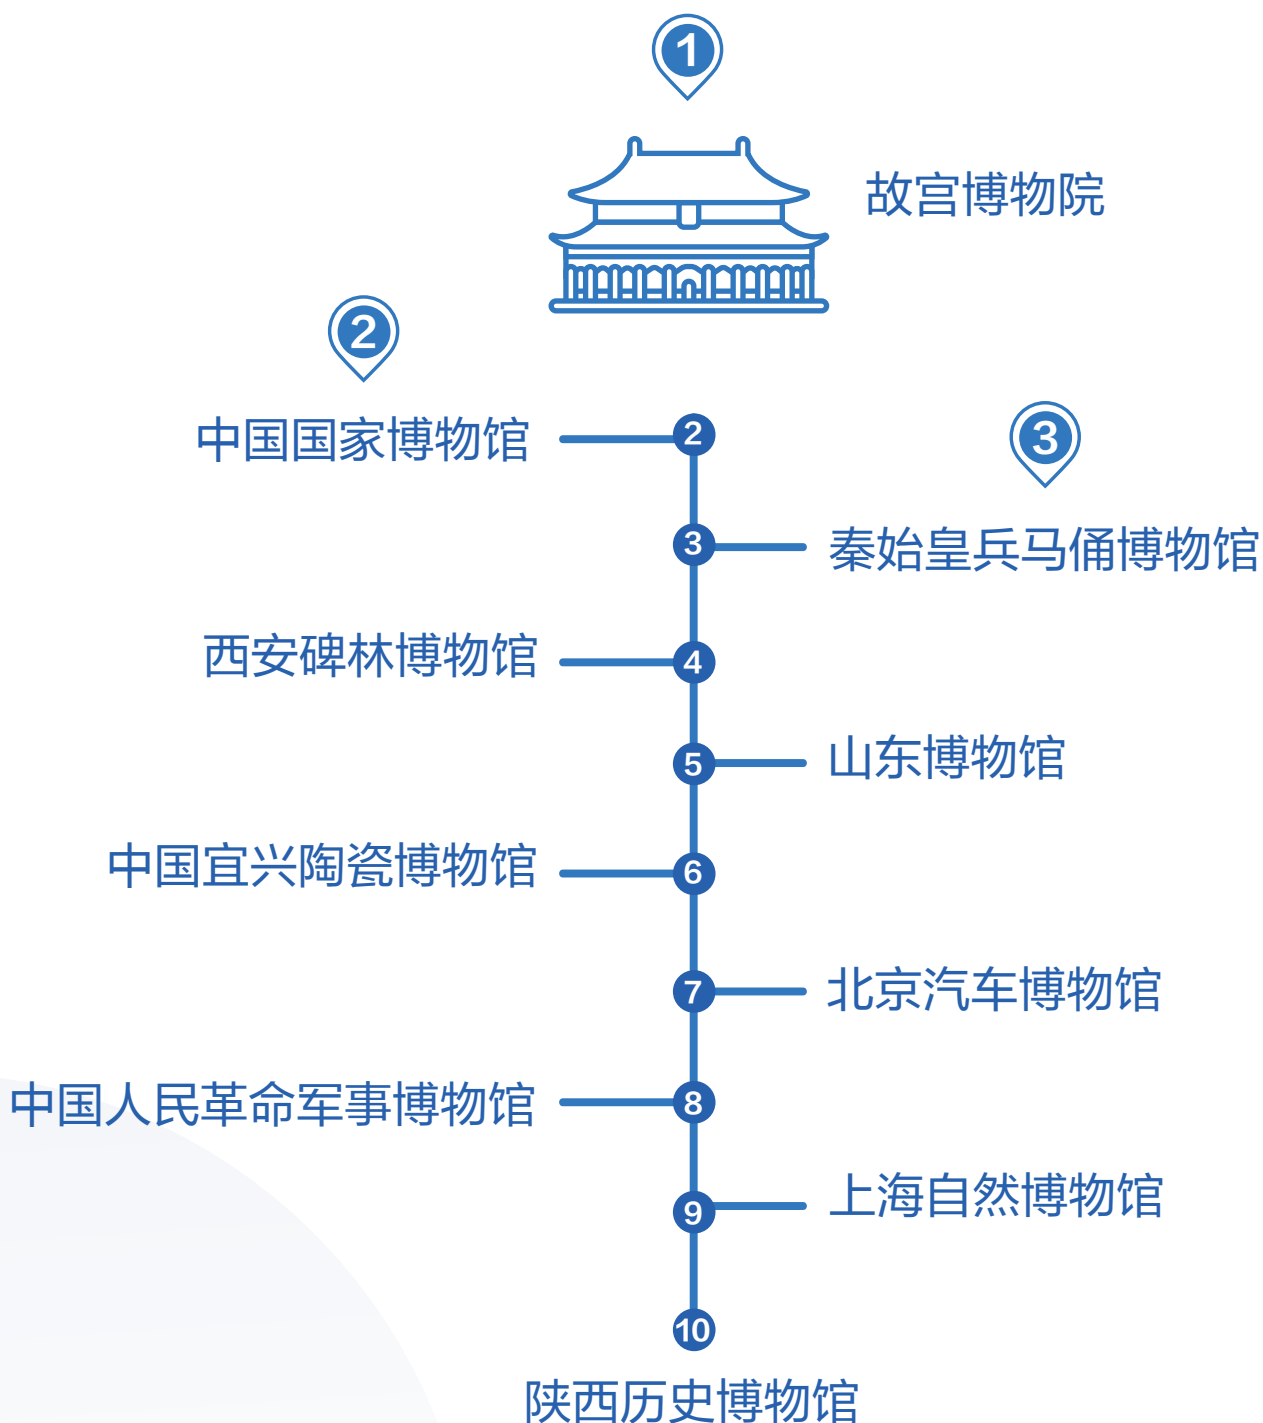 1
故宫博物院
2
中国国家博物馆
2
3
3
秦始皇兵马俑博物馆
西安碑林博物馆
4
5
山东博物馆
中国宜兴陶瓷博物馆
6
7
北京汽车博物馆
中国人民革命军事博物馆
8
9
上海自然博物馆
10
陕西历史博物馆